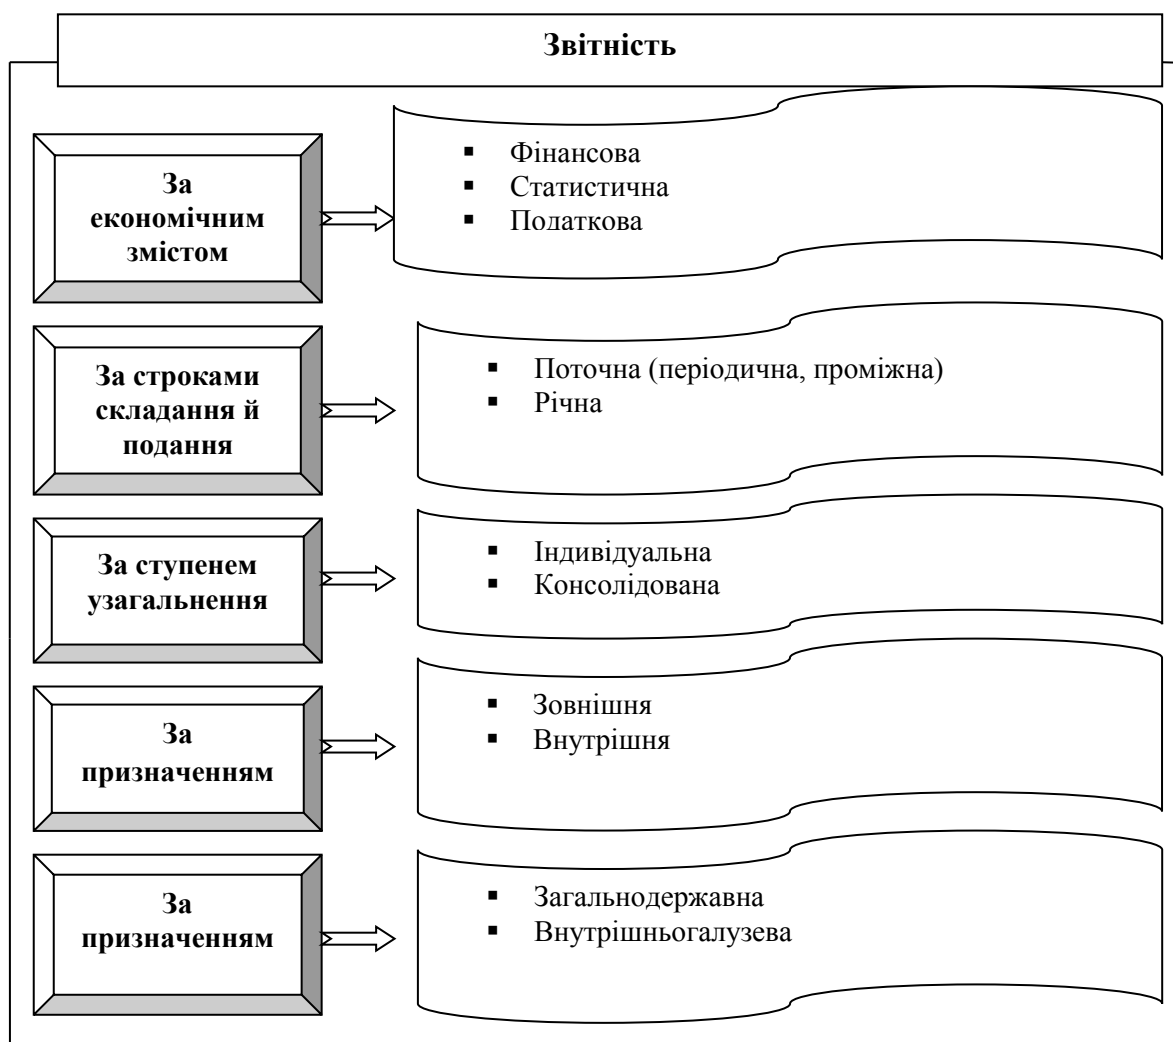 Звітність
За
економічним
змістом
▪ Фінансова
▪ Статистична
▪ Податкова
За строками
складання й
подання
▪ Поточна (періодична, проміжна)
▪ Річна
За ступенем
узагальнення
▪ Індивідуальна
▪ Консолідована
За
призначенням
▪ Зовнішня
▪ Внутрішня
За
призначенням
▪ Загальнодержавна
▪ Внутрішньогалузева